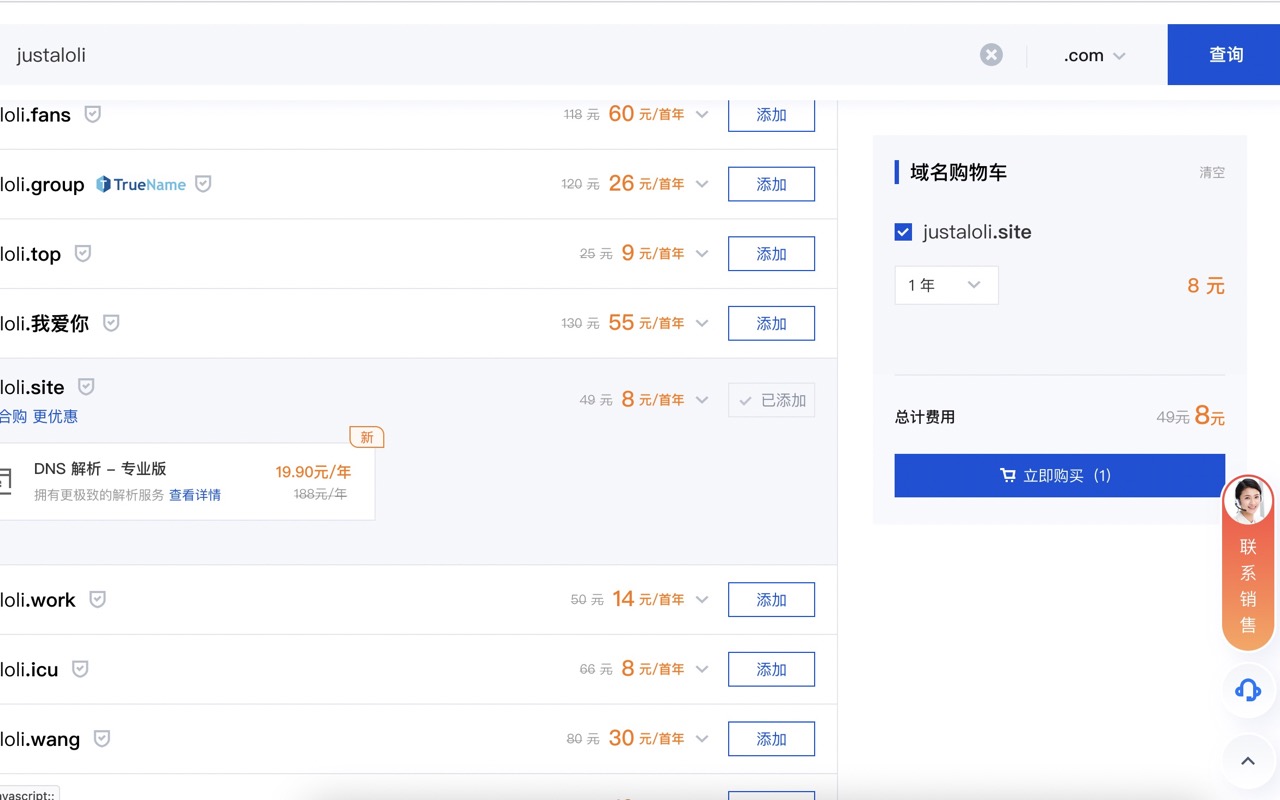 justaloli
.com
查询
loli.fans
118 元 60 元/首年
添加
loli.group TrueName
120 元 26 元/首年
添加
loli.top
25 元 9 元/首年
添加
loli.我爱你
130 元 55 元/首年
添加
loli.site
合购 更优惠
49 元 8 元/首年
已添加
新
DNS 解析 – 专业版
19.90元/年
拥有更极致的解析服务 查看详情
188元/年
loli.work
50 元 14 元/首年
添加
loli.icu
66 元 8 元/首年
添加
loli.wang
80 元 30 元/首年
添加
avascript:;
域名购物车
清空
justaloli.site
1 年
8 元
总计费用
49元 8元
立即购买 (1)
联
系
销
售